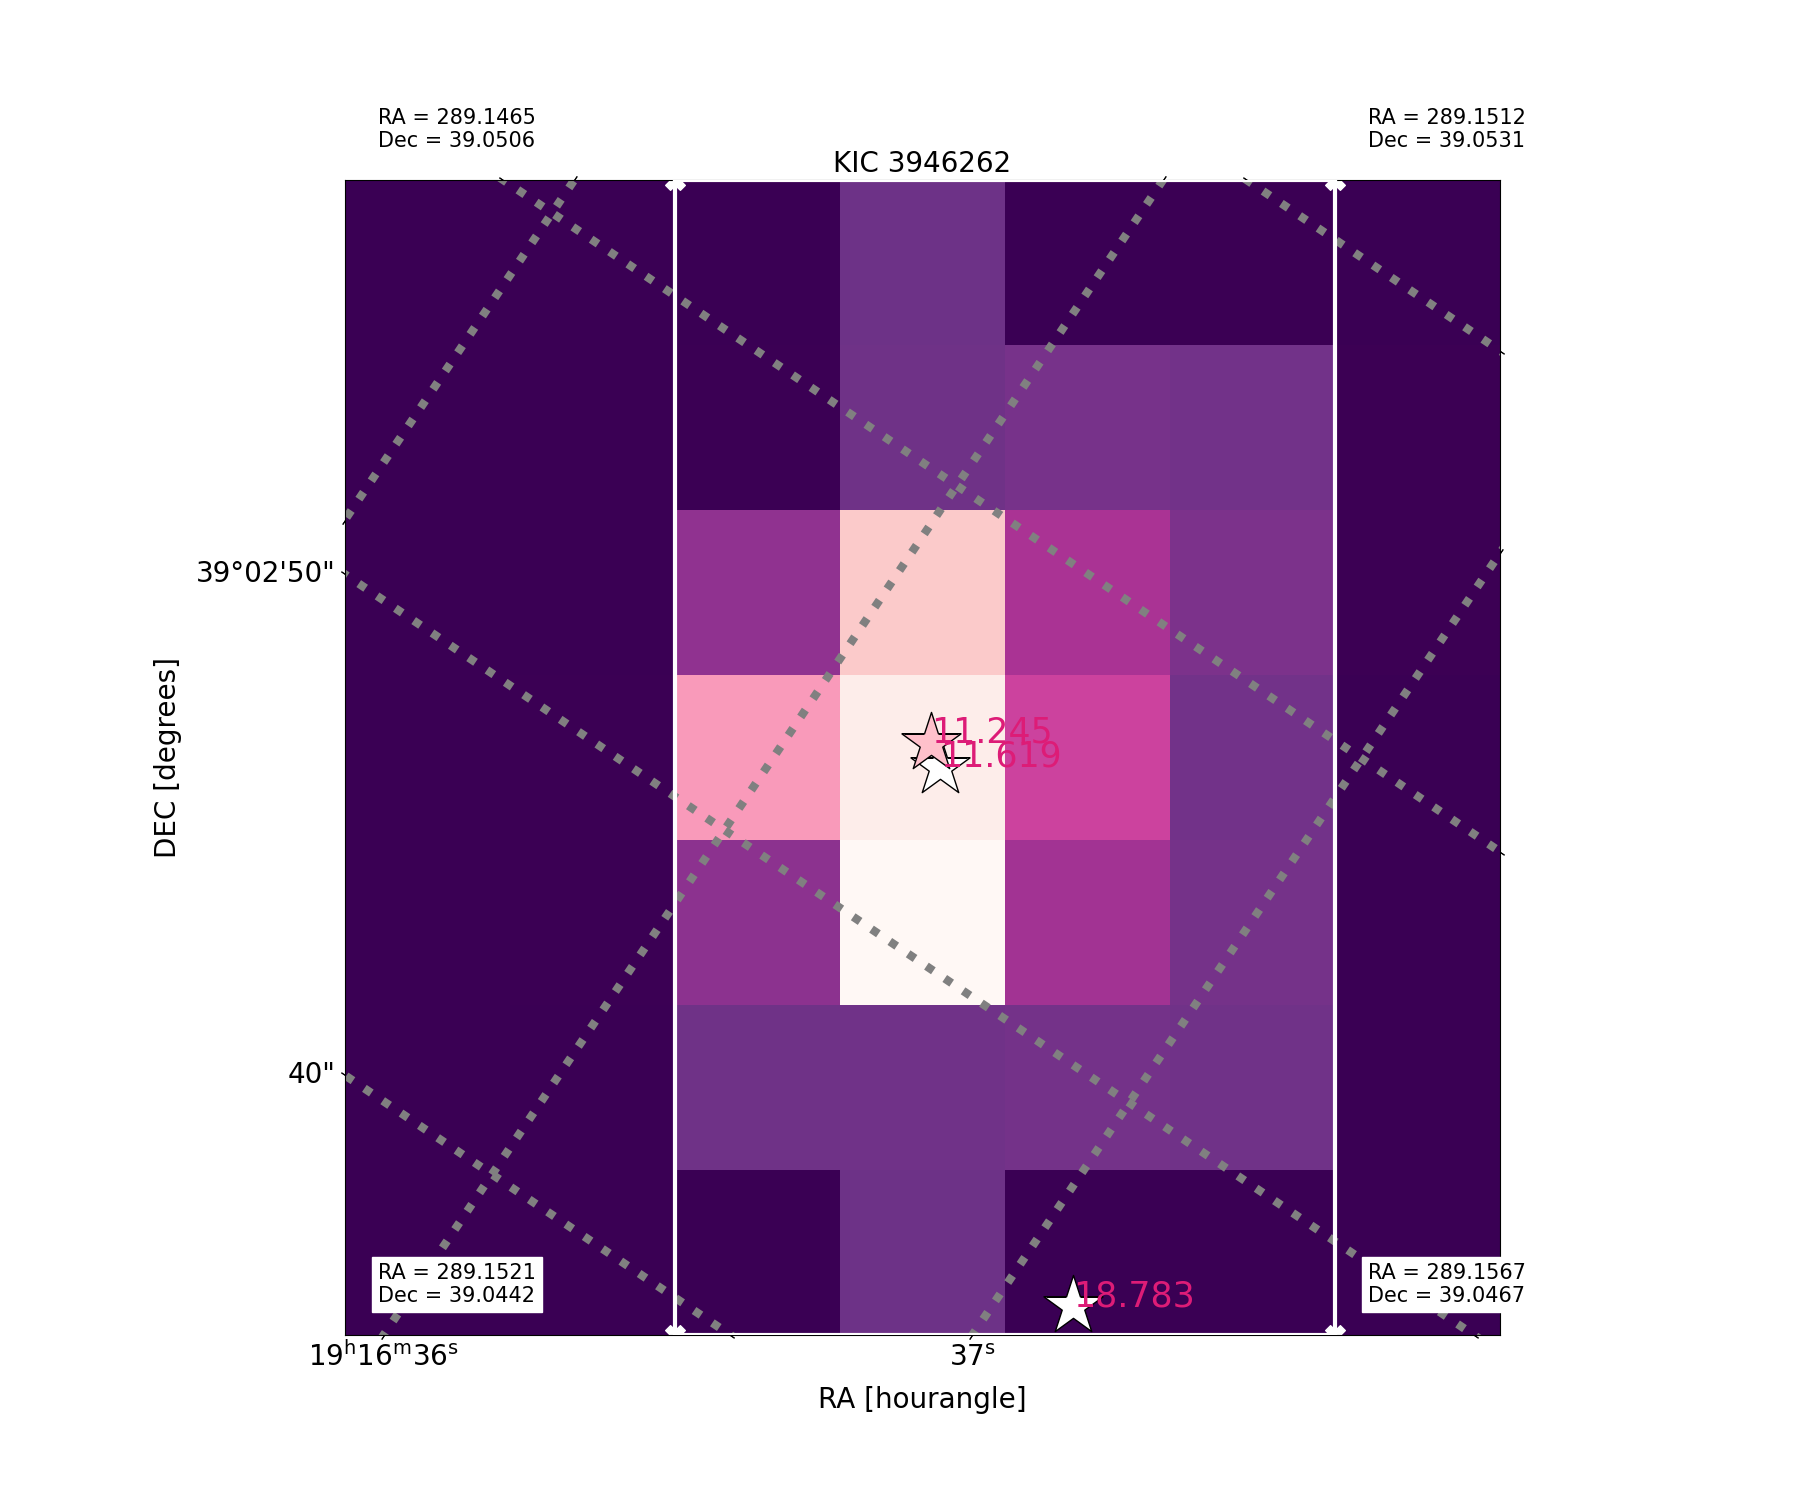 RA = 289.1465
Dec = 39.0506
RA = 289.1512
Dec = 39.0531
KIC 3946262
39°02'50"
11.245
11.619
DEC [degrees]
40"
RA = 289.1521
Dec = 39.0442
18.783
RA = 289.1567
Dec = 39.0467
19ʰ16ᵐ36ˢ
37ˢ
RA [hourangle]